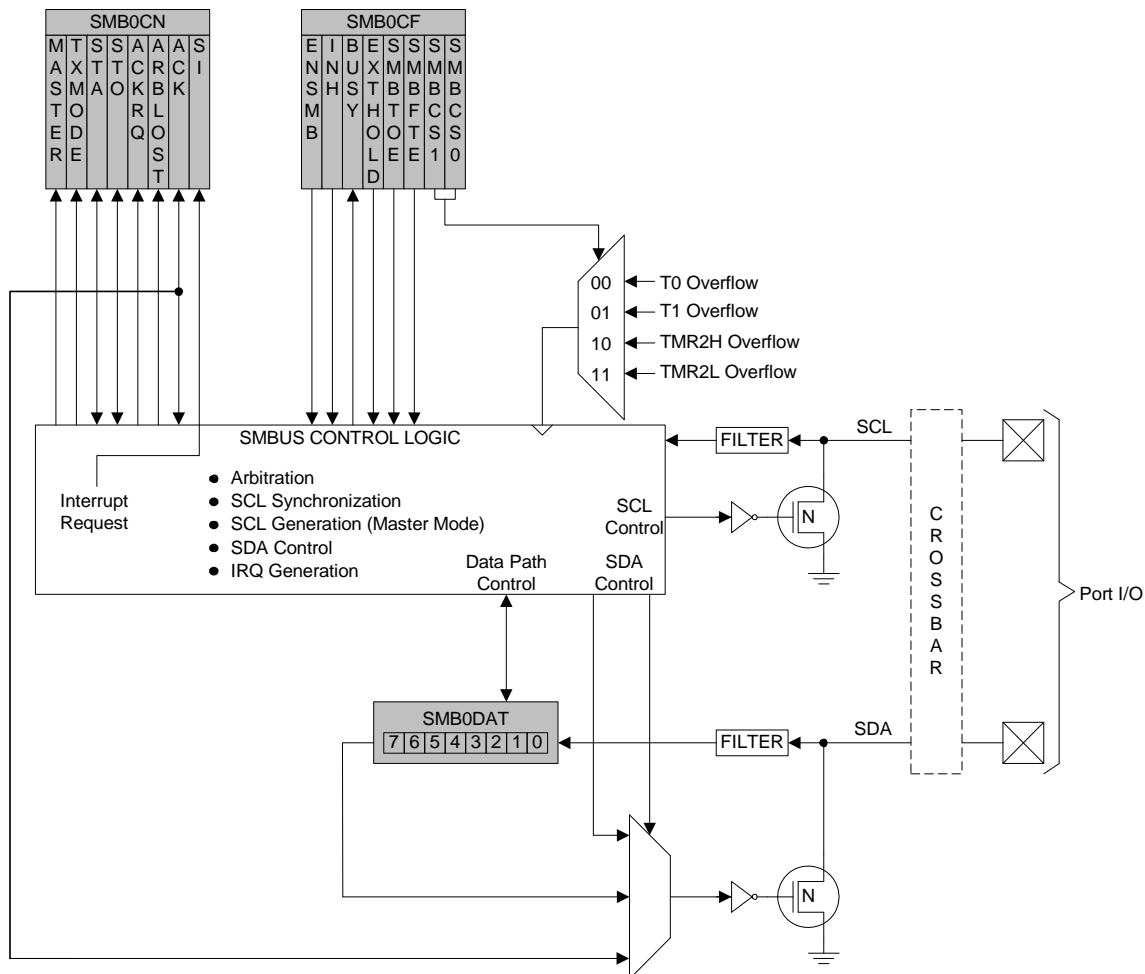 SMB0CN
MASTER
TXMODE
STA
STO
ACKRQ
ARBLOST
ACK
SI
SMB0CF
ENSMB
INH
BUSY
EXTHOLD
SMBTOE
SMBFTE
SMBCS1
SMBCS0
00
T0 Overflow
01
T1 Overflow
10
TMR2H Overflow
11
TMR2L Overflow
SMBUS CONTROL LOGIC
Interrupt
Request
● Arbitration
● SCL Synchronization
● SCL Generation (Master Mode)
● SDA Control
● IRQ Generation
SCL
Control
Data Path
Control
SDA
Control
FILTER
SCL
N
CROSSBAR
Port I/O
SMB0DAT
7 6 5 4 3 2 1 0
FILTER
SDA
N